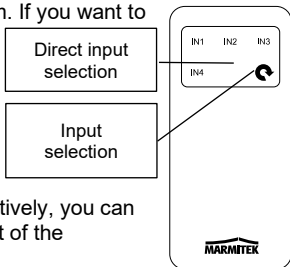 n. If you want to
Direct input
selection
IN1 IN2 IN3
IN4
Input
selection
tively, you can
t of the
MARMITEK